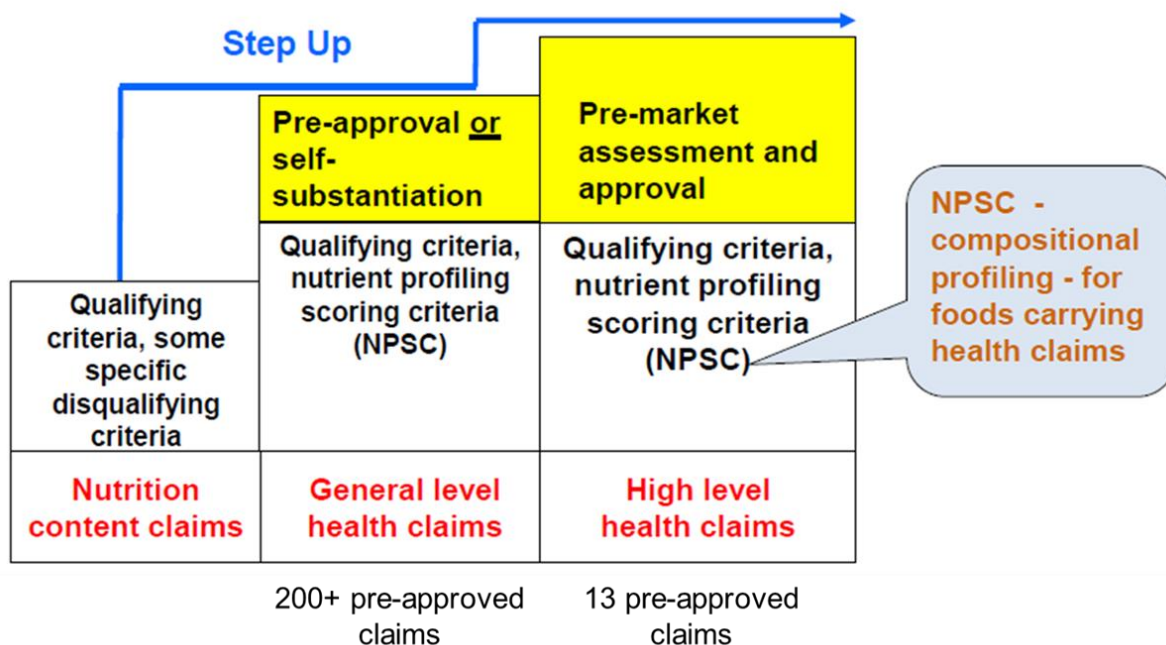 Step Up
Pre-approval or
self-
substantiation
Pre-market
assessment and
approval
NPSC -
compositional
profiling - for
foods carrying
health claims
Qualifying
criteria, some
specific
disqualifying
criteria
Qualifying criteria,
nutrient profiling
scoring criteria
(NPSC)
Qualifying criteria,
nutrient profiling
scoring criteria
(NPSC)
Nutrition
content claims
General level
health claims
High level
health claims
200+ pre-approved
claims
13 pre-approved
claims